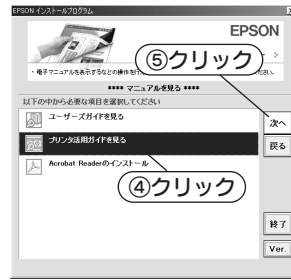 EPSON インストールプログラム
EPSON
⑤クリック
・電子マニュアルを表示するなどの操作を行
**** マニュアルを見る ****
以下の中から必要な項目を選択してください
ユーザーズガイドを見る
次へ
プリンタ活用ガイドを見る
戻る
Acrobat Readerのインストール
④クリック
終了
Ver.